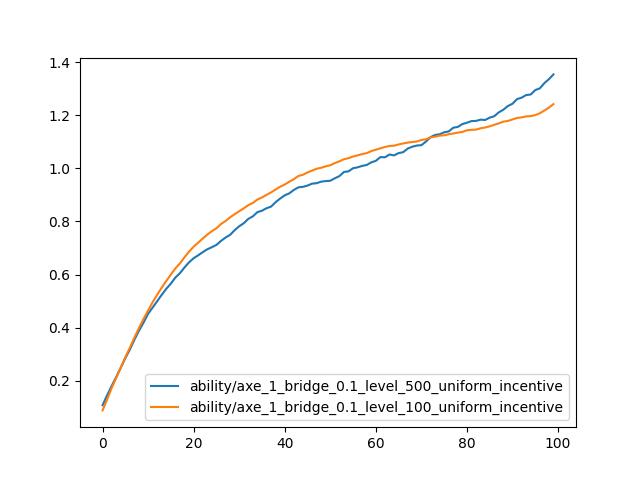 1.4
1.2
1.0
0.8
0.6
0.4
0.2
ability/axe_1_bridge_0.1_level_500_uniform_incentive
ability/axe_1_bridge_0.1_level_100_uniform_incentive
0 20 40 60 80 100